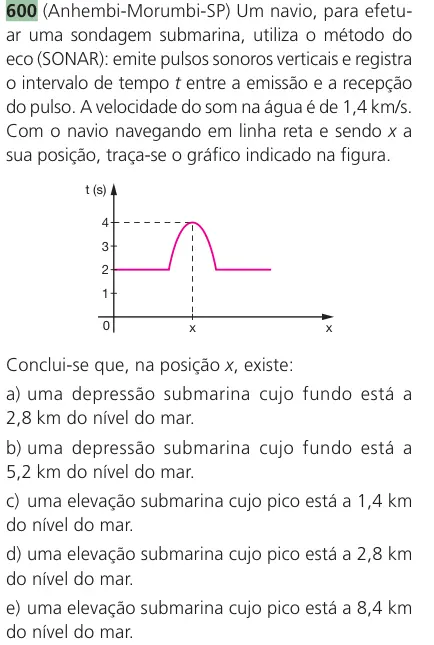 600 (Anhembi-Morumbi-SP) Um navio, para efetu-
ar uma sondagem submarina, utiliza o método do
eco (SONAR): emite pulsos sonoros verticais e registra
o intervalo de tempo t entre a emissão e a recepção
do pulso. A velocidade do som na água é de 1,4 km/s.
Com o navio navegando em linha reta e sendo x a
sua posição, traça-se o gráfico indicado na figura.
t (s)
4
3
2
1
0 x x
Conclui-se que, na posição x, existe:
a) uma depressão submarina cujo fundo está a
2,8 km do nível do mar.
b) uma depressão submarina cujo fundo está a
5,2 km do nível do mar.
c) uma elevação submarina cujo pico está a 1,4 km
do nível do mar.
d) uma elevação submarina cujo pico está a 2,8 km
do nível do mar.
e) uma elevação submarina cujo pico está a 8,4 km
do nível do mar.